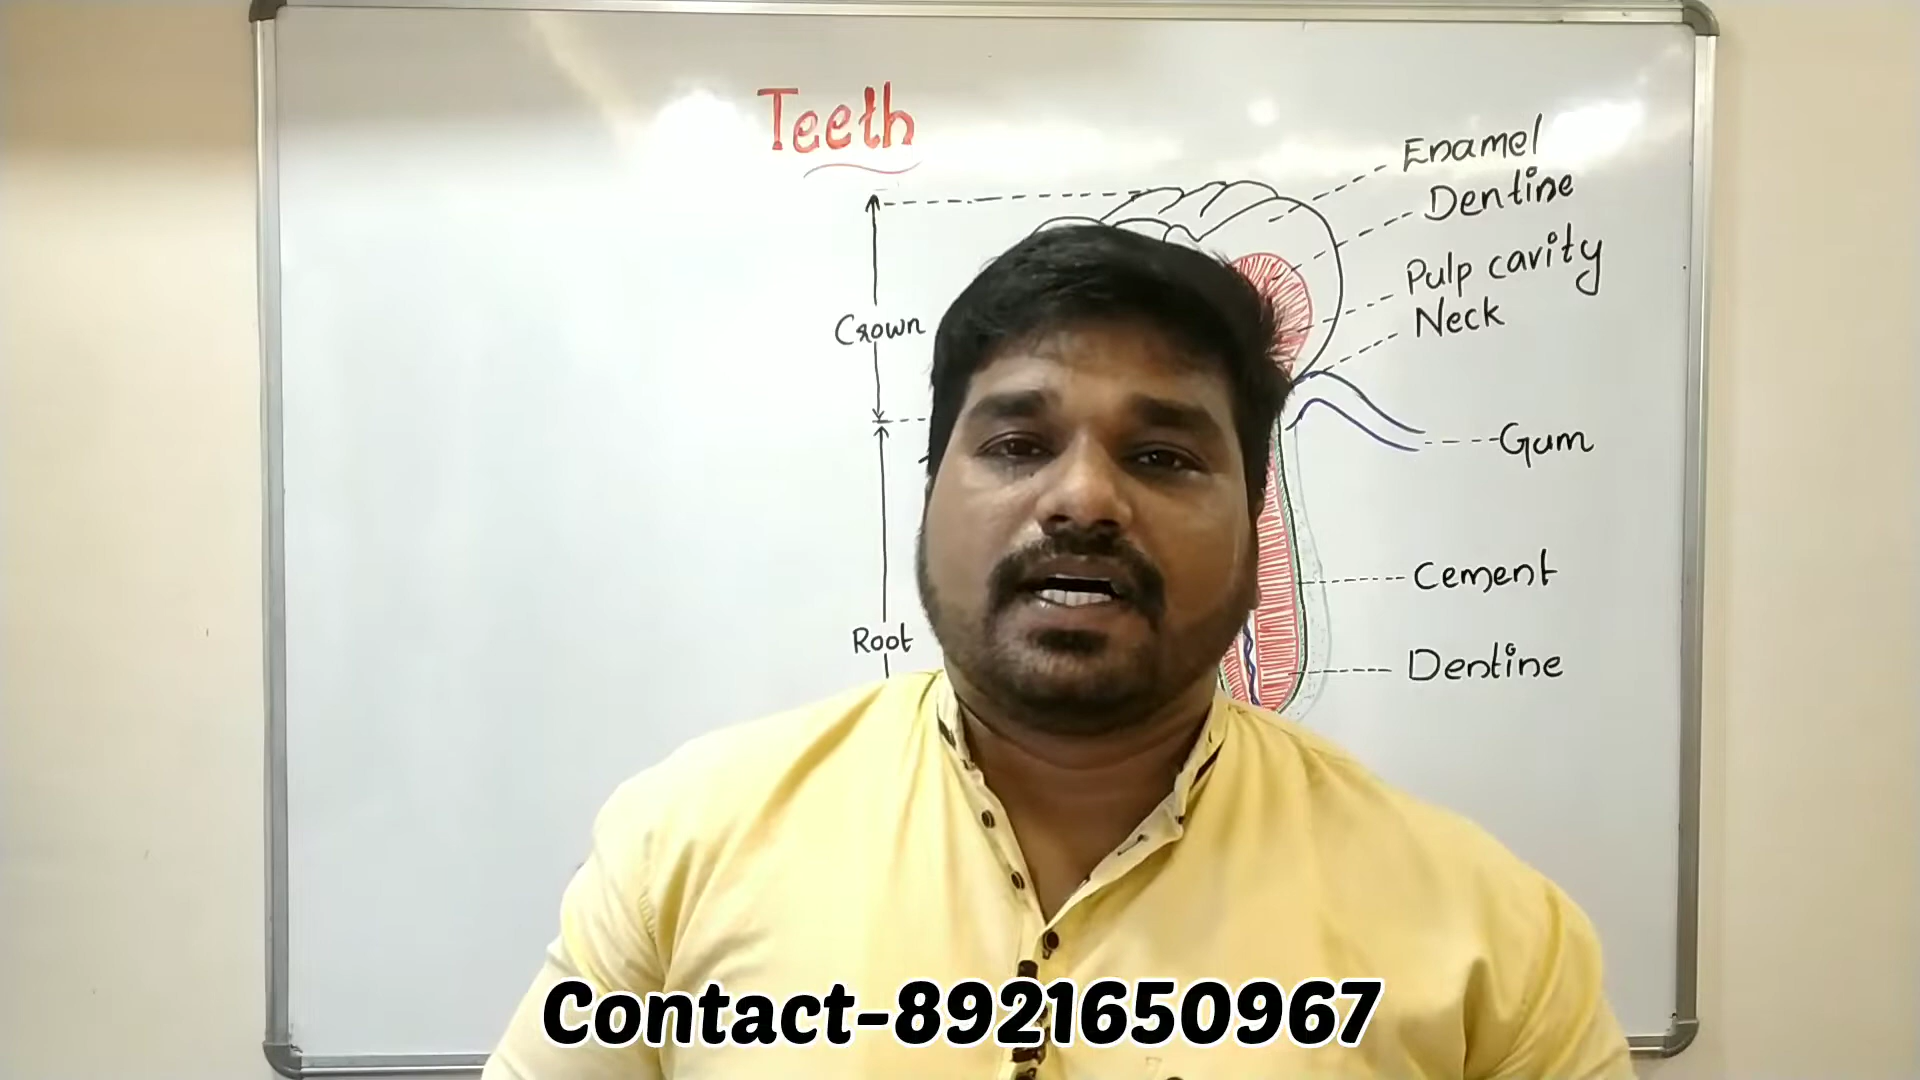 Teeth
Enamel
Dentine
Pulp cavity
Neck
Crown
Gum
Cement
Root
Dentine
Contact-8921650967